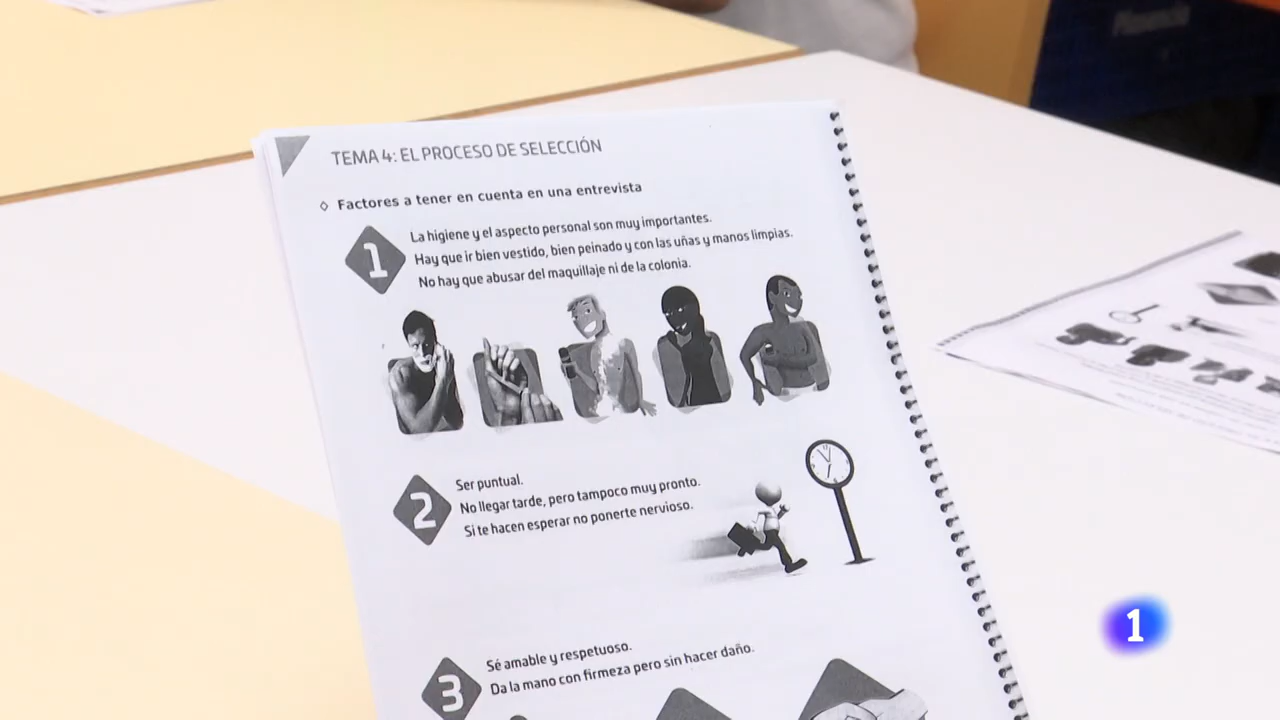 TEMA 4: EL PROCESO DE SELECCIÓN
◊ Factores a tener en cuenta en una entrevista
1
La higiene y el aspecto personal son muy importantes.
Hay que ir bien vestido, bien peinado y con las uñas y manos limpias.
No hay que abusar del maquillaje ni de la colonia.
2
Ser puntual.
No llegar tarde, pero tampoco muy pronto.
Si te hacen esperar no ponerte nervioso.
3
Sé amable y respetuoso.
Da la mano con firmeza pero sin hacer daño.
1